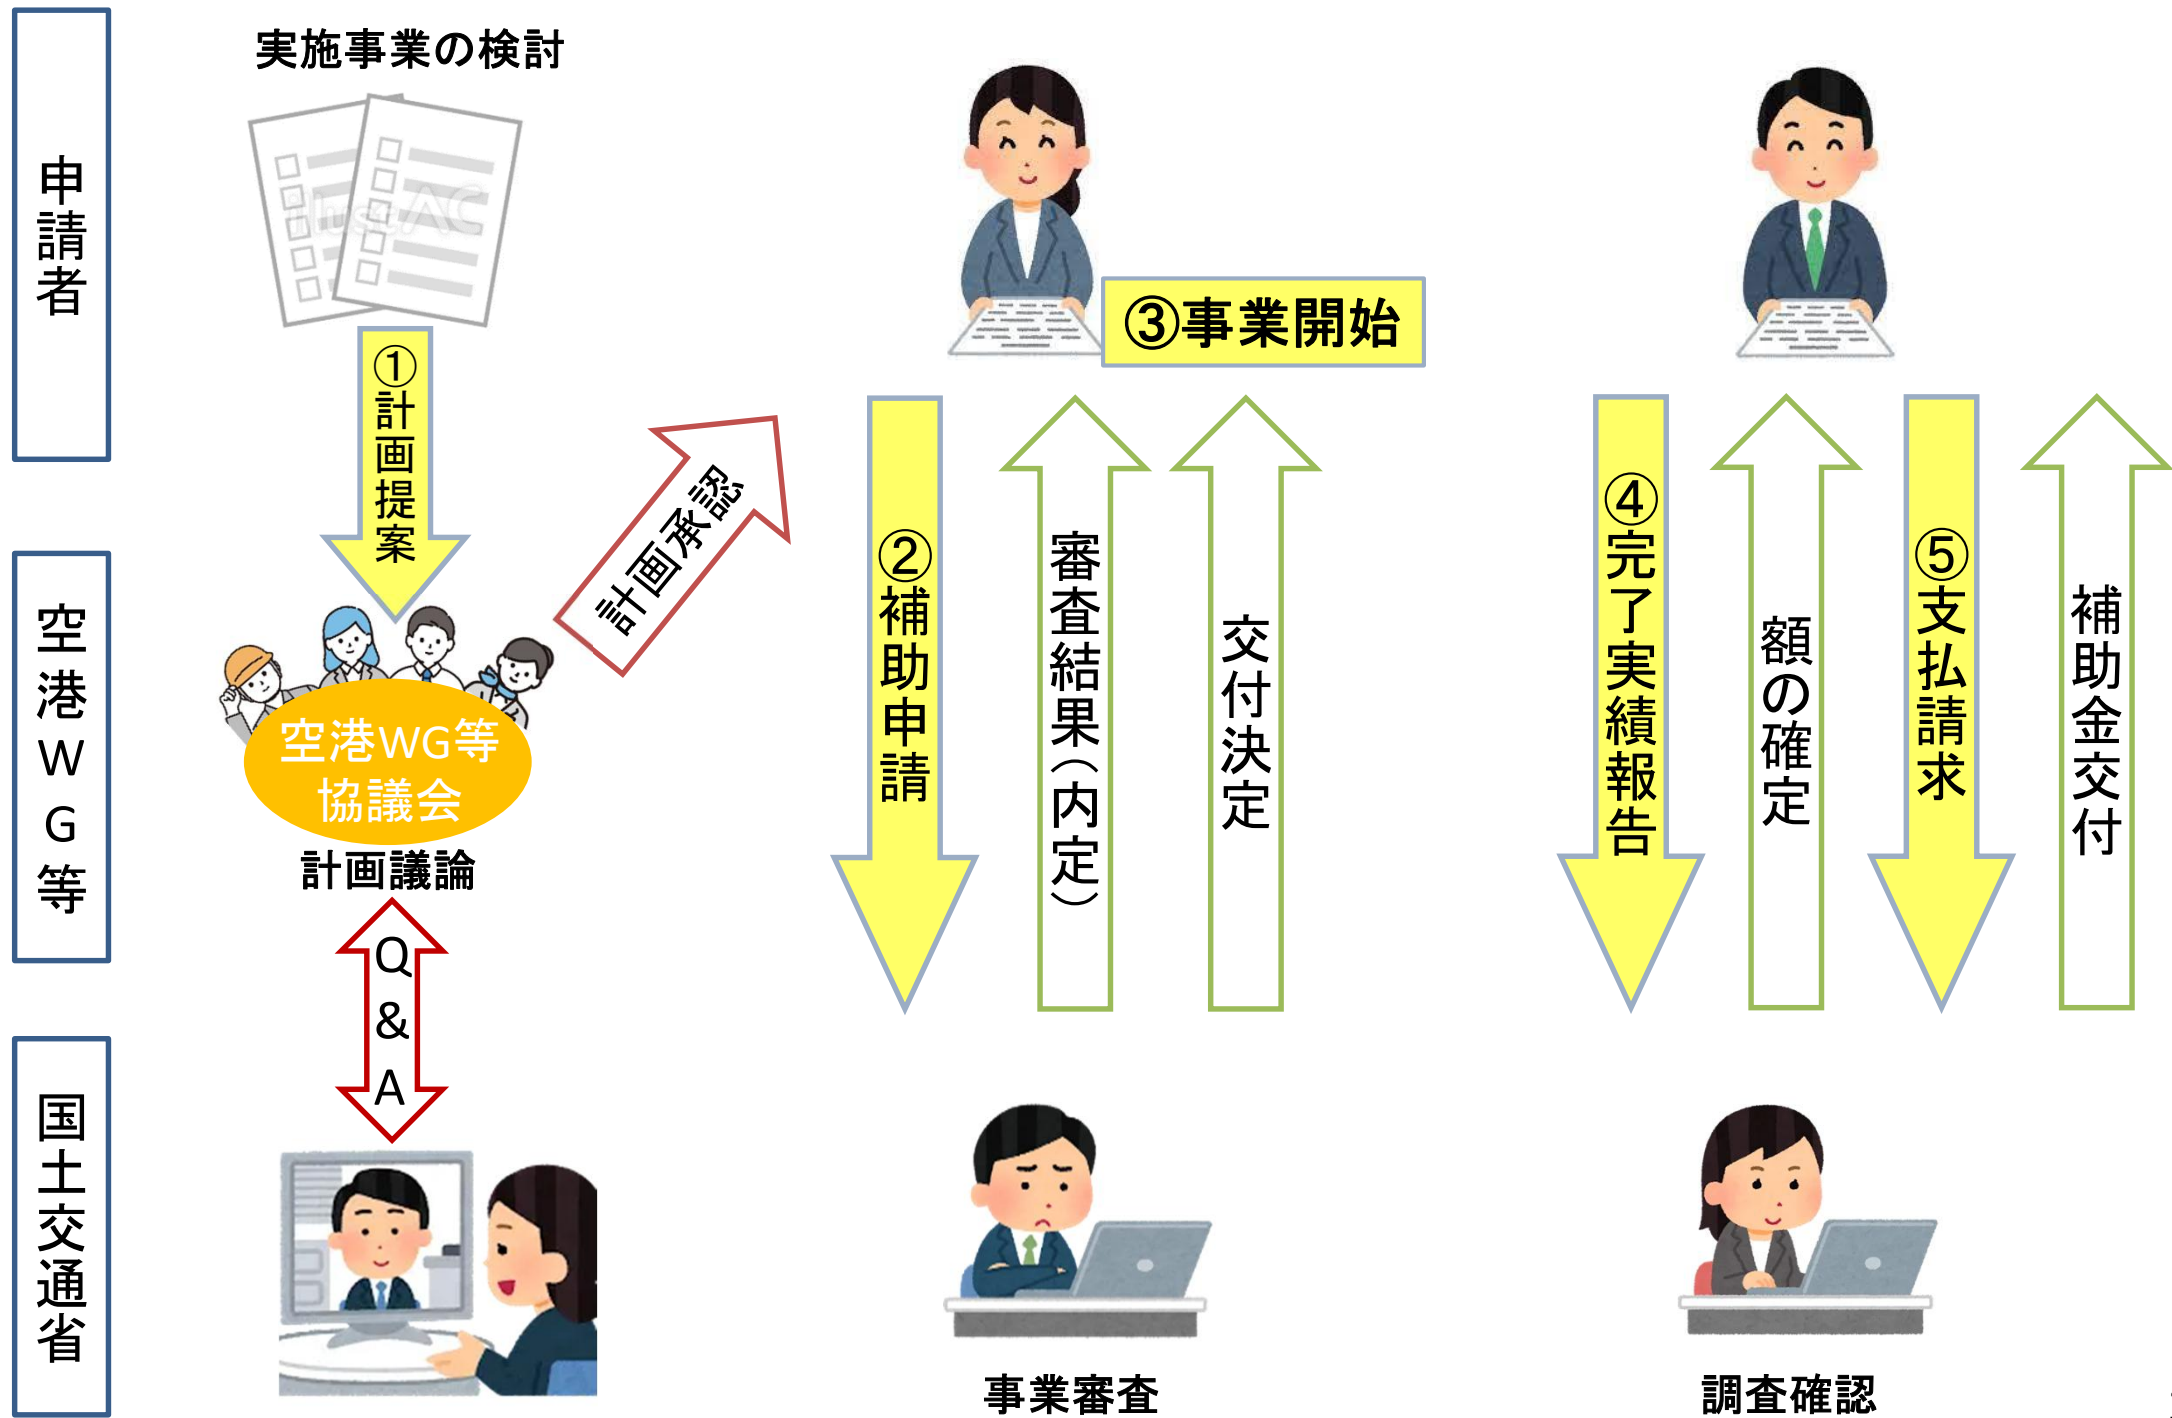 申請者
実施事業の検討
illustAC
①計画提案
③事業開始
空港WG等
空港WG等
協議会
計画議論
計画承認
②補助申請
審査結果(内定)
交付決定
④完了実績報告
額の確定
⑤支払請求
補助金交付
Q&A
国土交通省
事業審査
調査確認